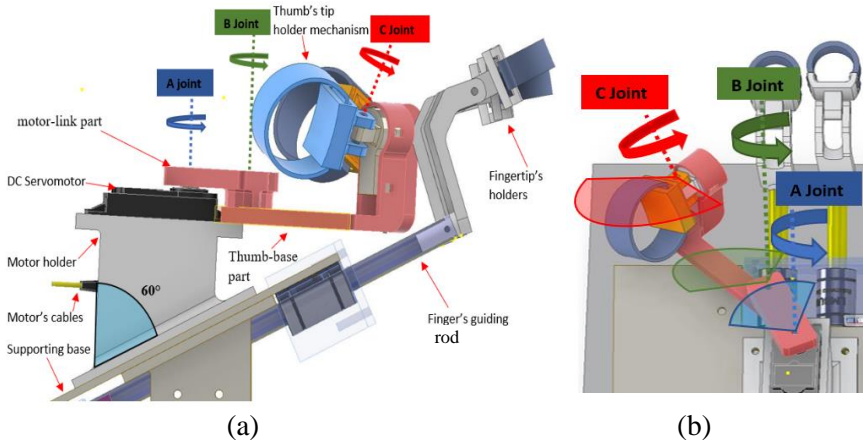 Thumb's tip
holder mechanism
B Joint
C Joint
A joint
motor-link part
DC Servomotor
Fingertip's
holders
Motor holder
Thumb-base
part
60°
Motor's cables
Finger's guiding
rod
Supporting base
(a)
C Joint
B Joint
A Joint
(b)